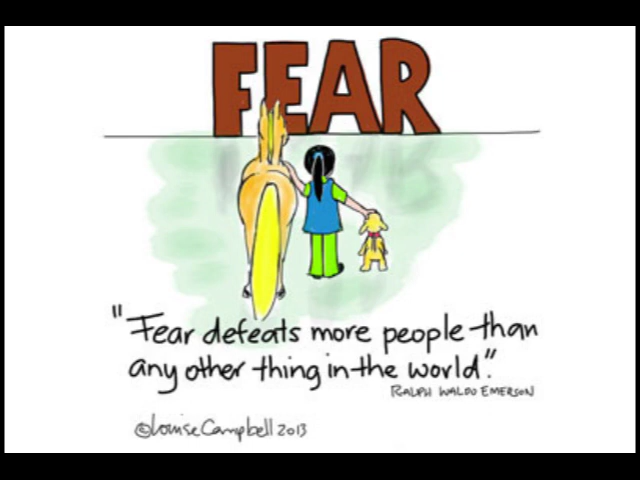 FEAR
"Fear defeats more people than
any other thing in the world."
RALPH WALDO EMERSON
©Louise Campbell 2013